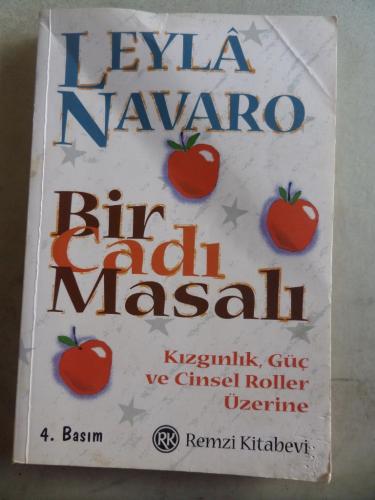 LEYLÂ
NAVARO
Bir
Cadı
Masalı
Kızgınlık, Güç
ve Cinsel Roller
Üzerine
4. Basım
RK Remzi Kitabevi